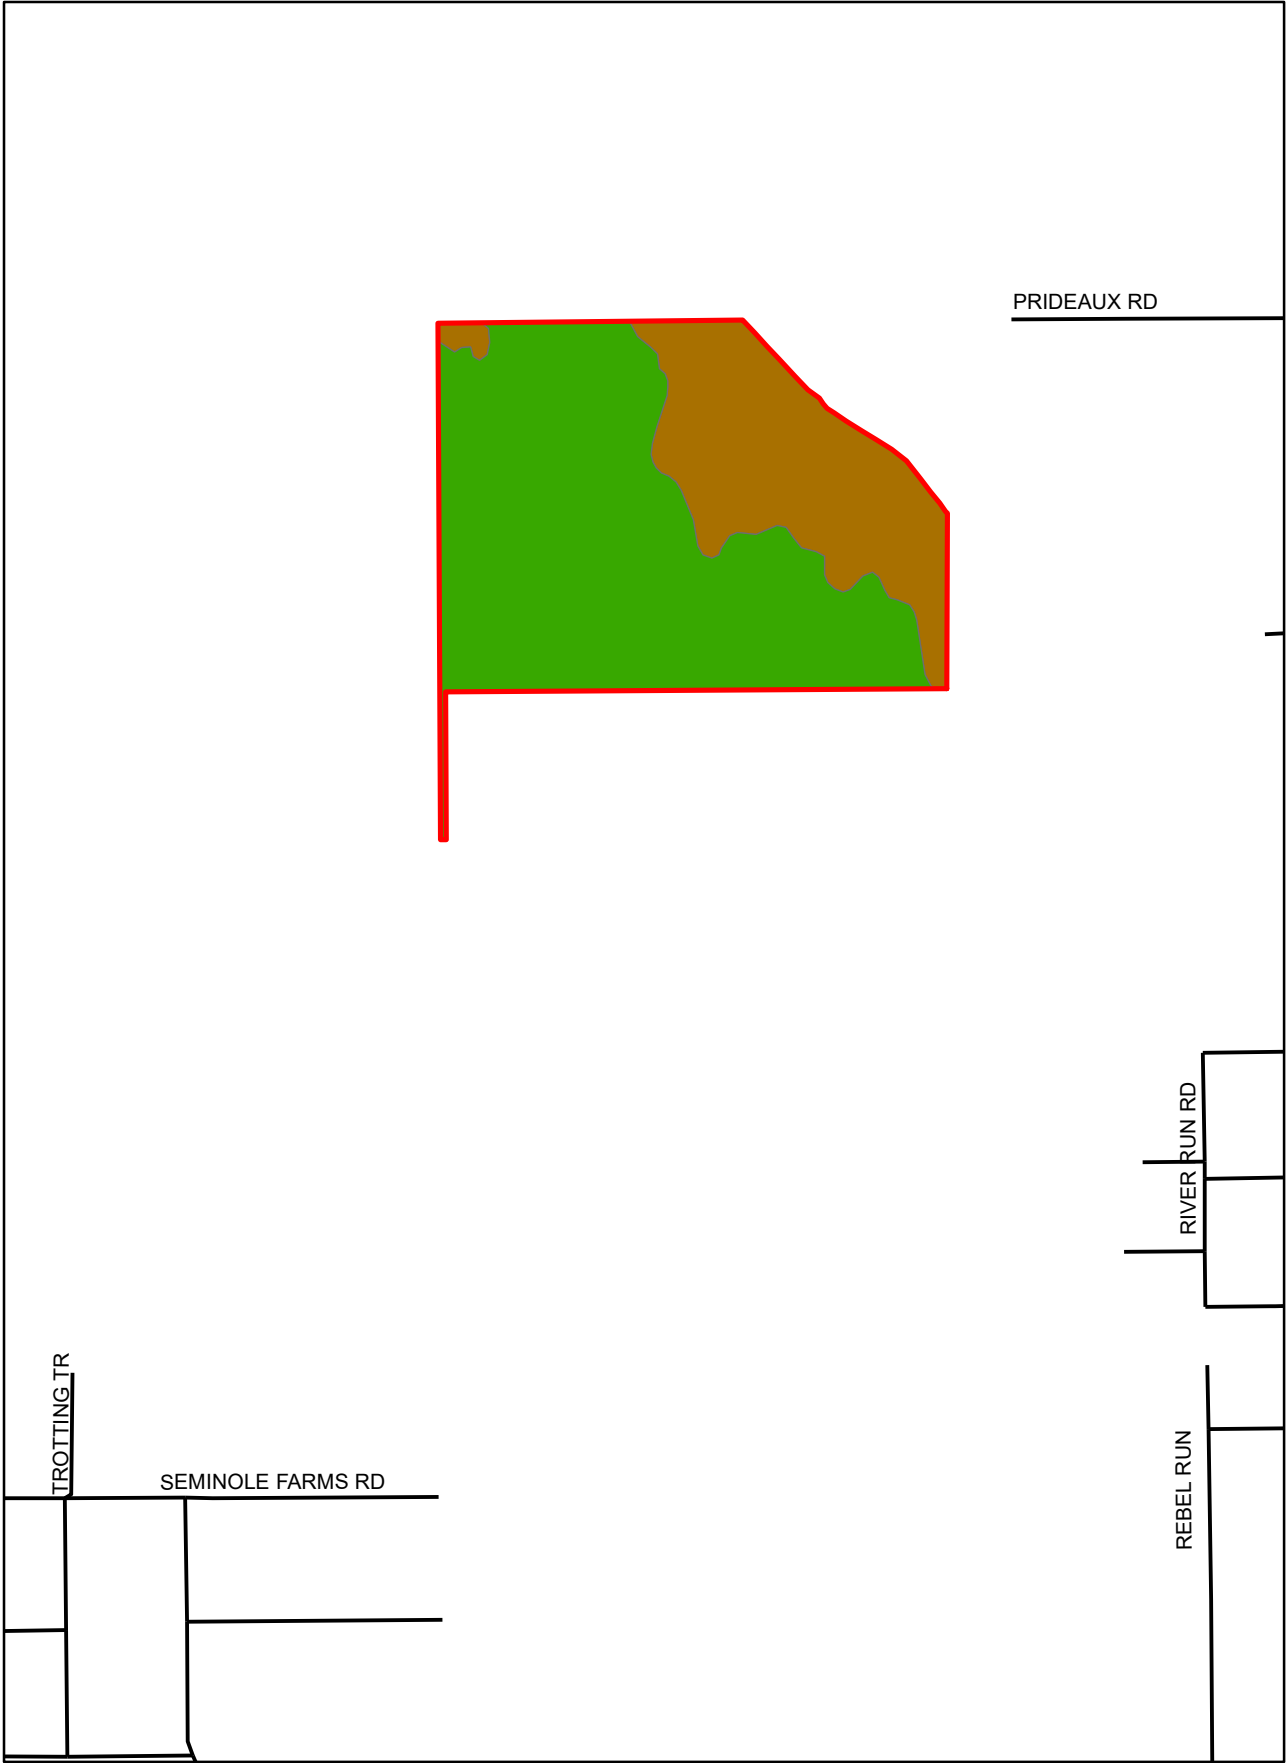 PRIDEAUX RD
RIVER RUN RD
TROTTING TR
SEMINOLE FARMS RD
REBEL RUN